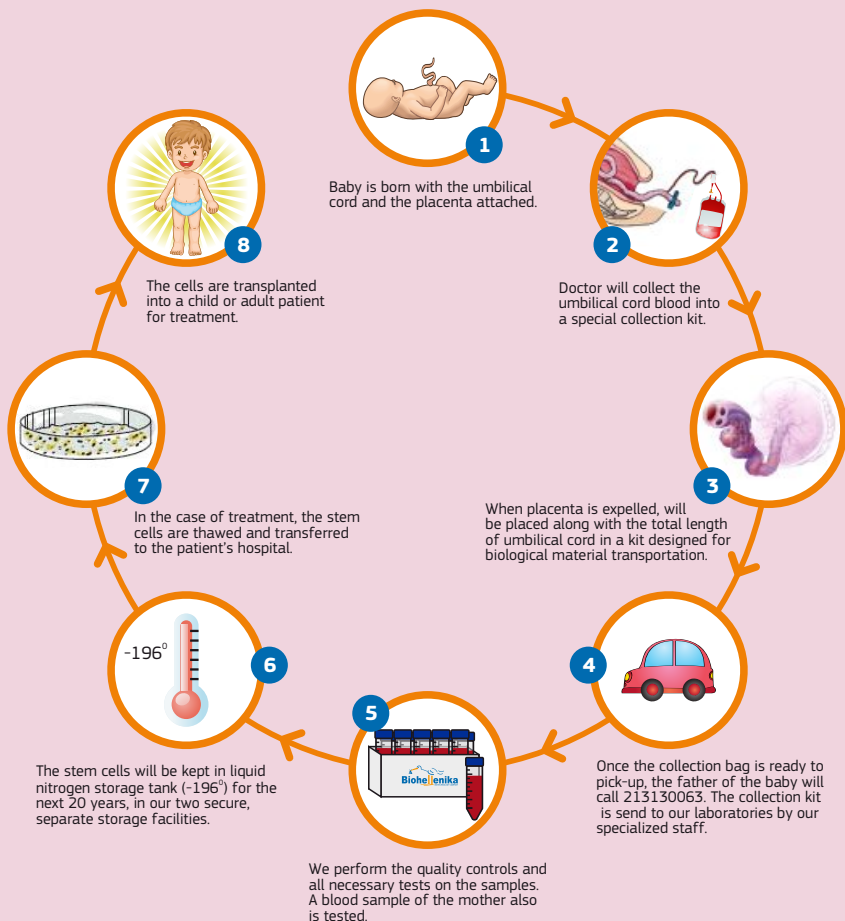 1
Baby is born with the umbilical
cord and the placenta attached.
2
Doctor will collect the
umbilical cord blood into
a special collection kit.
3
When placenta is expelled, will
be placed along with the total length
of umbilical cord in a kit designed for
biological material transportation.
4
Once the collection bag is ready to
pick-up, the father of the baby will
call 213130063. The collection kit
is send to our laboratories by our
specialized staff.
5
Biohellenika
We perform the quality controls and
all necessary tests on the samples.
A blood sample of the mother also
is tested.
-196°
6
The stem cells will be kept in liquid
nitrogen storage tank (-196°) for the
next 20 years, in our two secure,
separate storage facilities.
7
In the case of treatment, the stem
cells are thawed and transferred
to the patient's hospital.
8
The cells are transplanted
into a child or adult patient
for treatment.